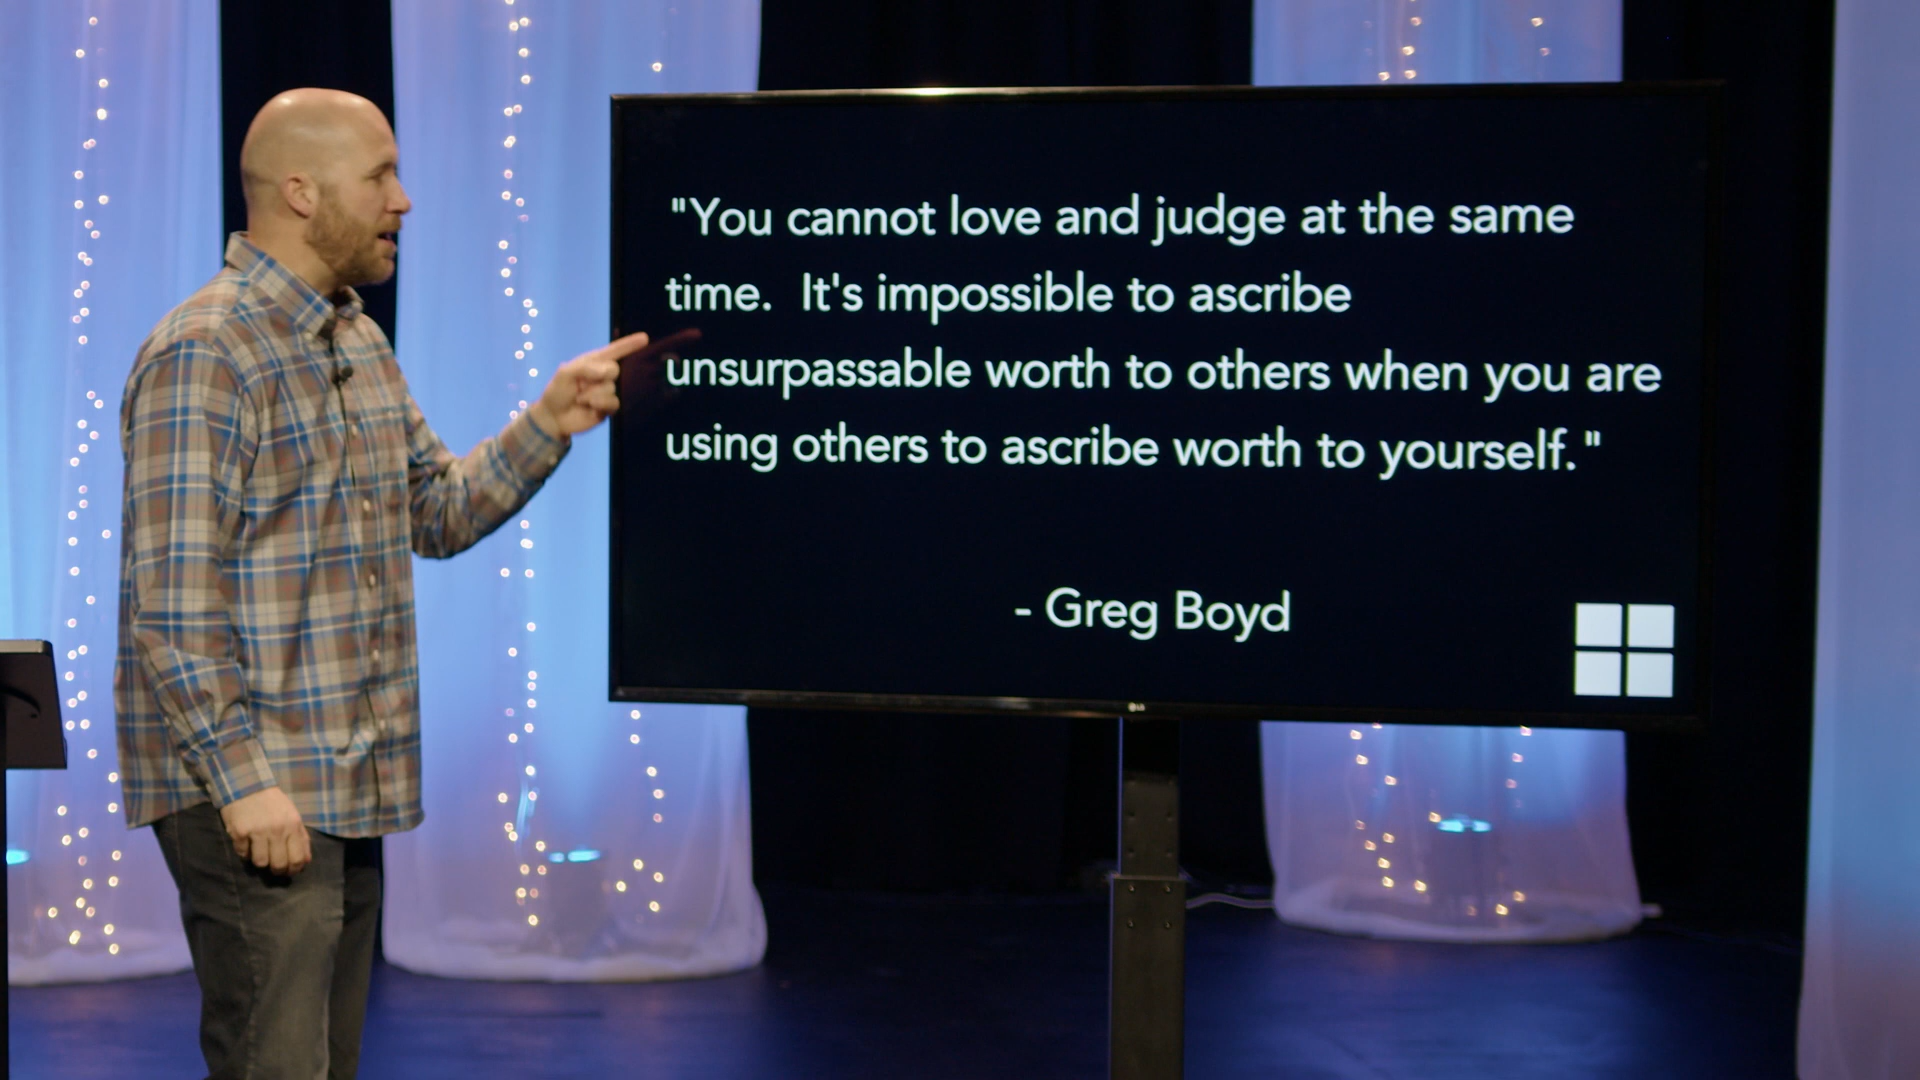 "You cannot love and judge at the same
time.  It's impossible to ascribe
unsurpassable worth to others when you are
using others to ascribe worth to yourself."
- Greg Boyd
LG